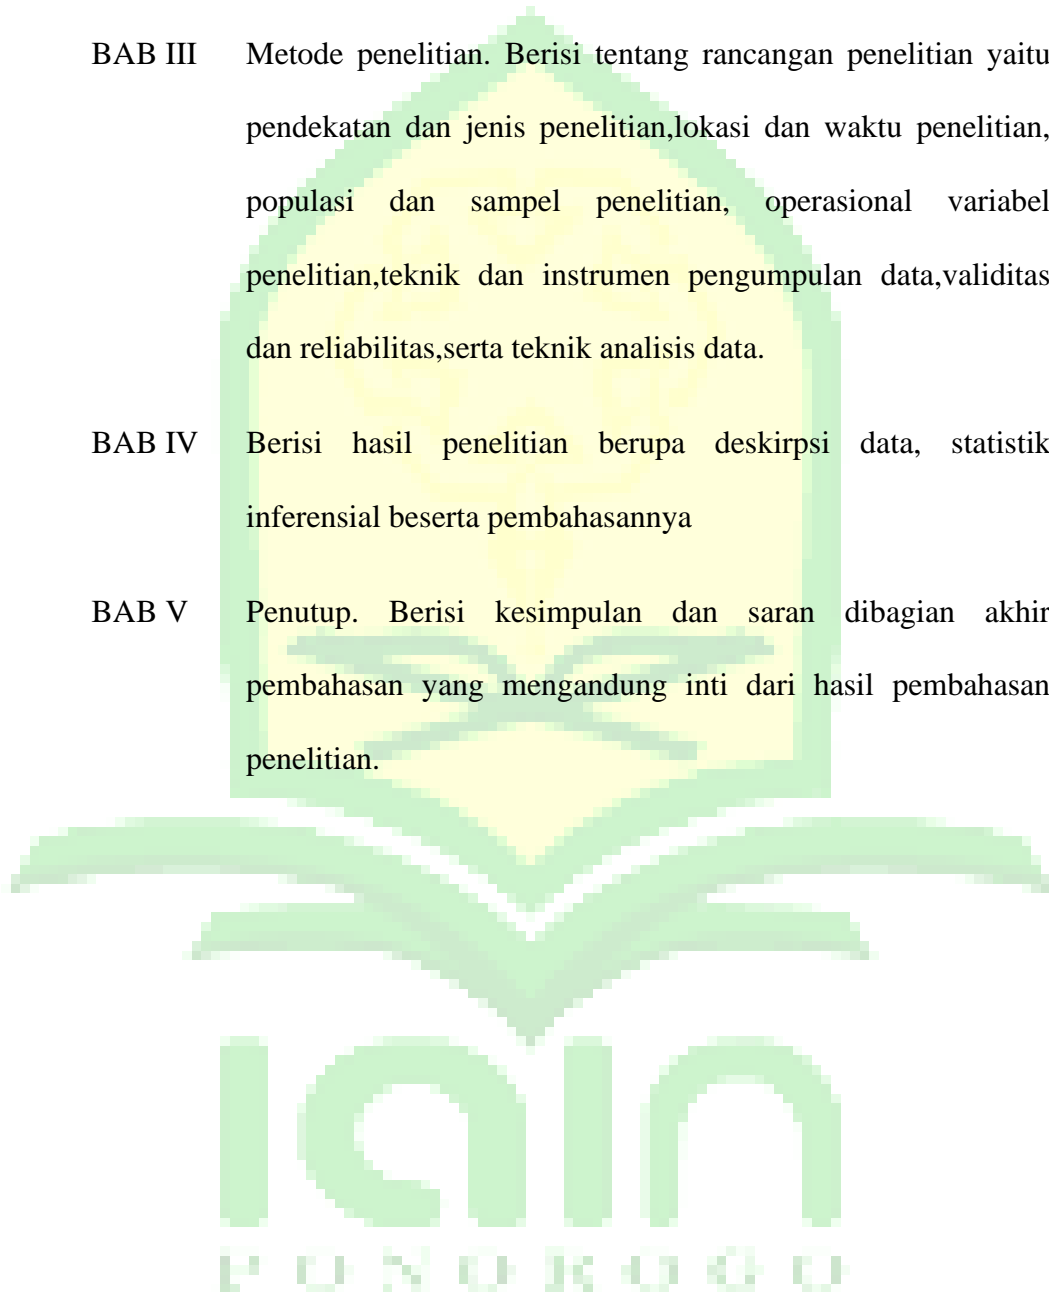 BAB III Metode penelitian. Berisi tentang rancangan penelitian yaitu
pendekatan dan jenis penelitian,lokasi dan waktu penelitian,
populasi dan sampel penelitian, operasional variabel
penelitian,teknik dan instrumen pengumpulan data,validitas
dan reliabilitas,serta teknik analisis data.
BAB IV Berisi hasil penelitian berupa deskirpsi data, statistik
inferensial beserta pembahasannya
BAB V Penutup. Berisi kesimpulan dan saran dibagian akhir
pembahasan yang mengandung inti dari hasil pembahasan
penelitian.
iain
PONOROGO